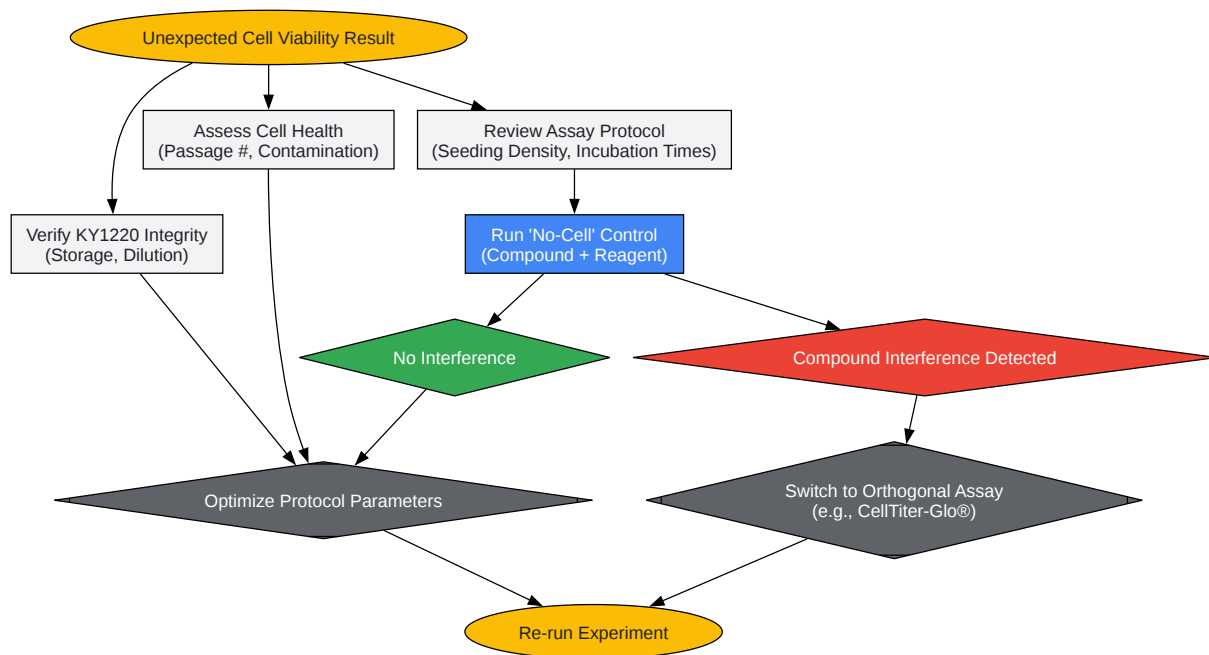 Unexpected Cell Viability Result
Assess Cell Health
(Passage #, Contamination)
Review Assay Protocol
(Seeding Density, Incubation Times)
Verify KY1220 Integrity
(Storage, Dilution)
Run 'No-Cell' Control
(Compound + Reagent)
No Interference
Compound Interference Detected
Optimize Protocol Parameters
Switch to Orthogonal Assay
(e.g., CellTiter-Glo®)
Re-run Experiment